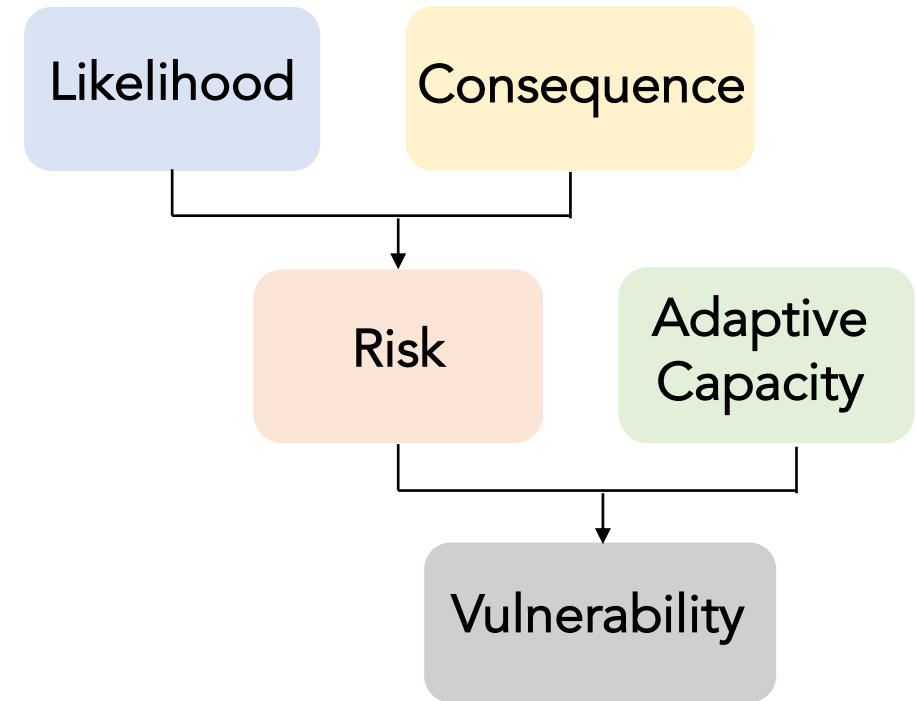 Likelihood
Consequence
Risk
Adaptive
Capacity
Vulnerability